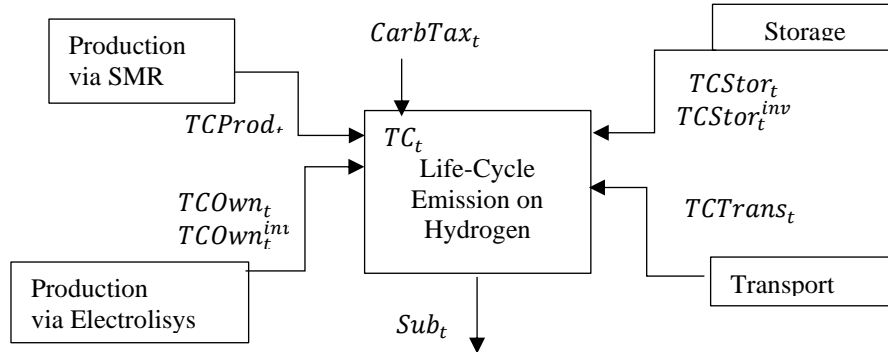 Production
via SMR
CarbTax_t
Storage
TCStor_t
TCStor_t^inv
TCProd_t
TC_t
Life-Cycle
Emission on
Hydrogen
TCOwn_t
TCOwn_t^inv
TCTrans_t
Production
via Electrolisys
Transport
Sub_t